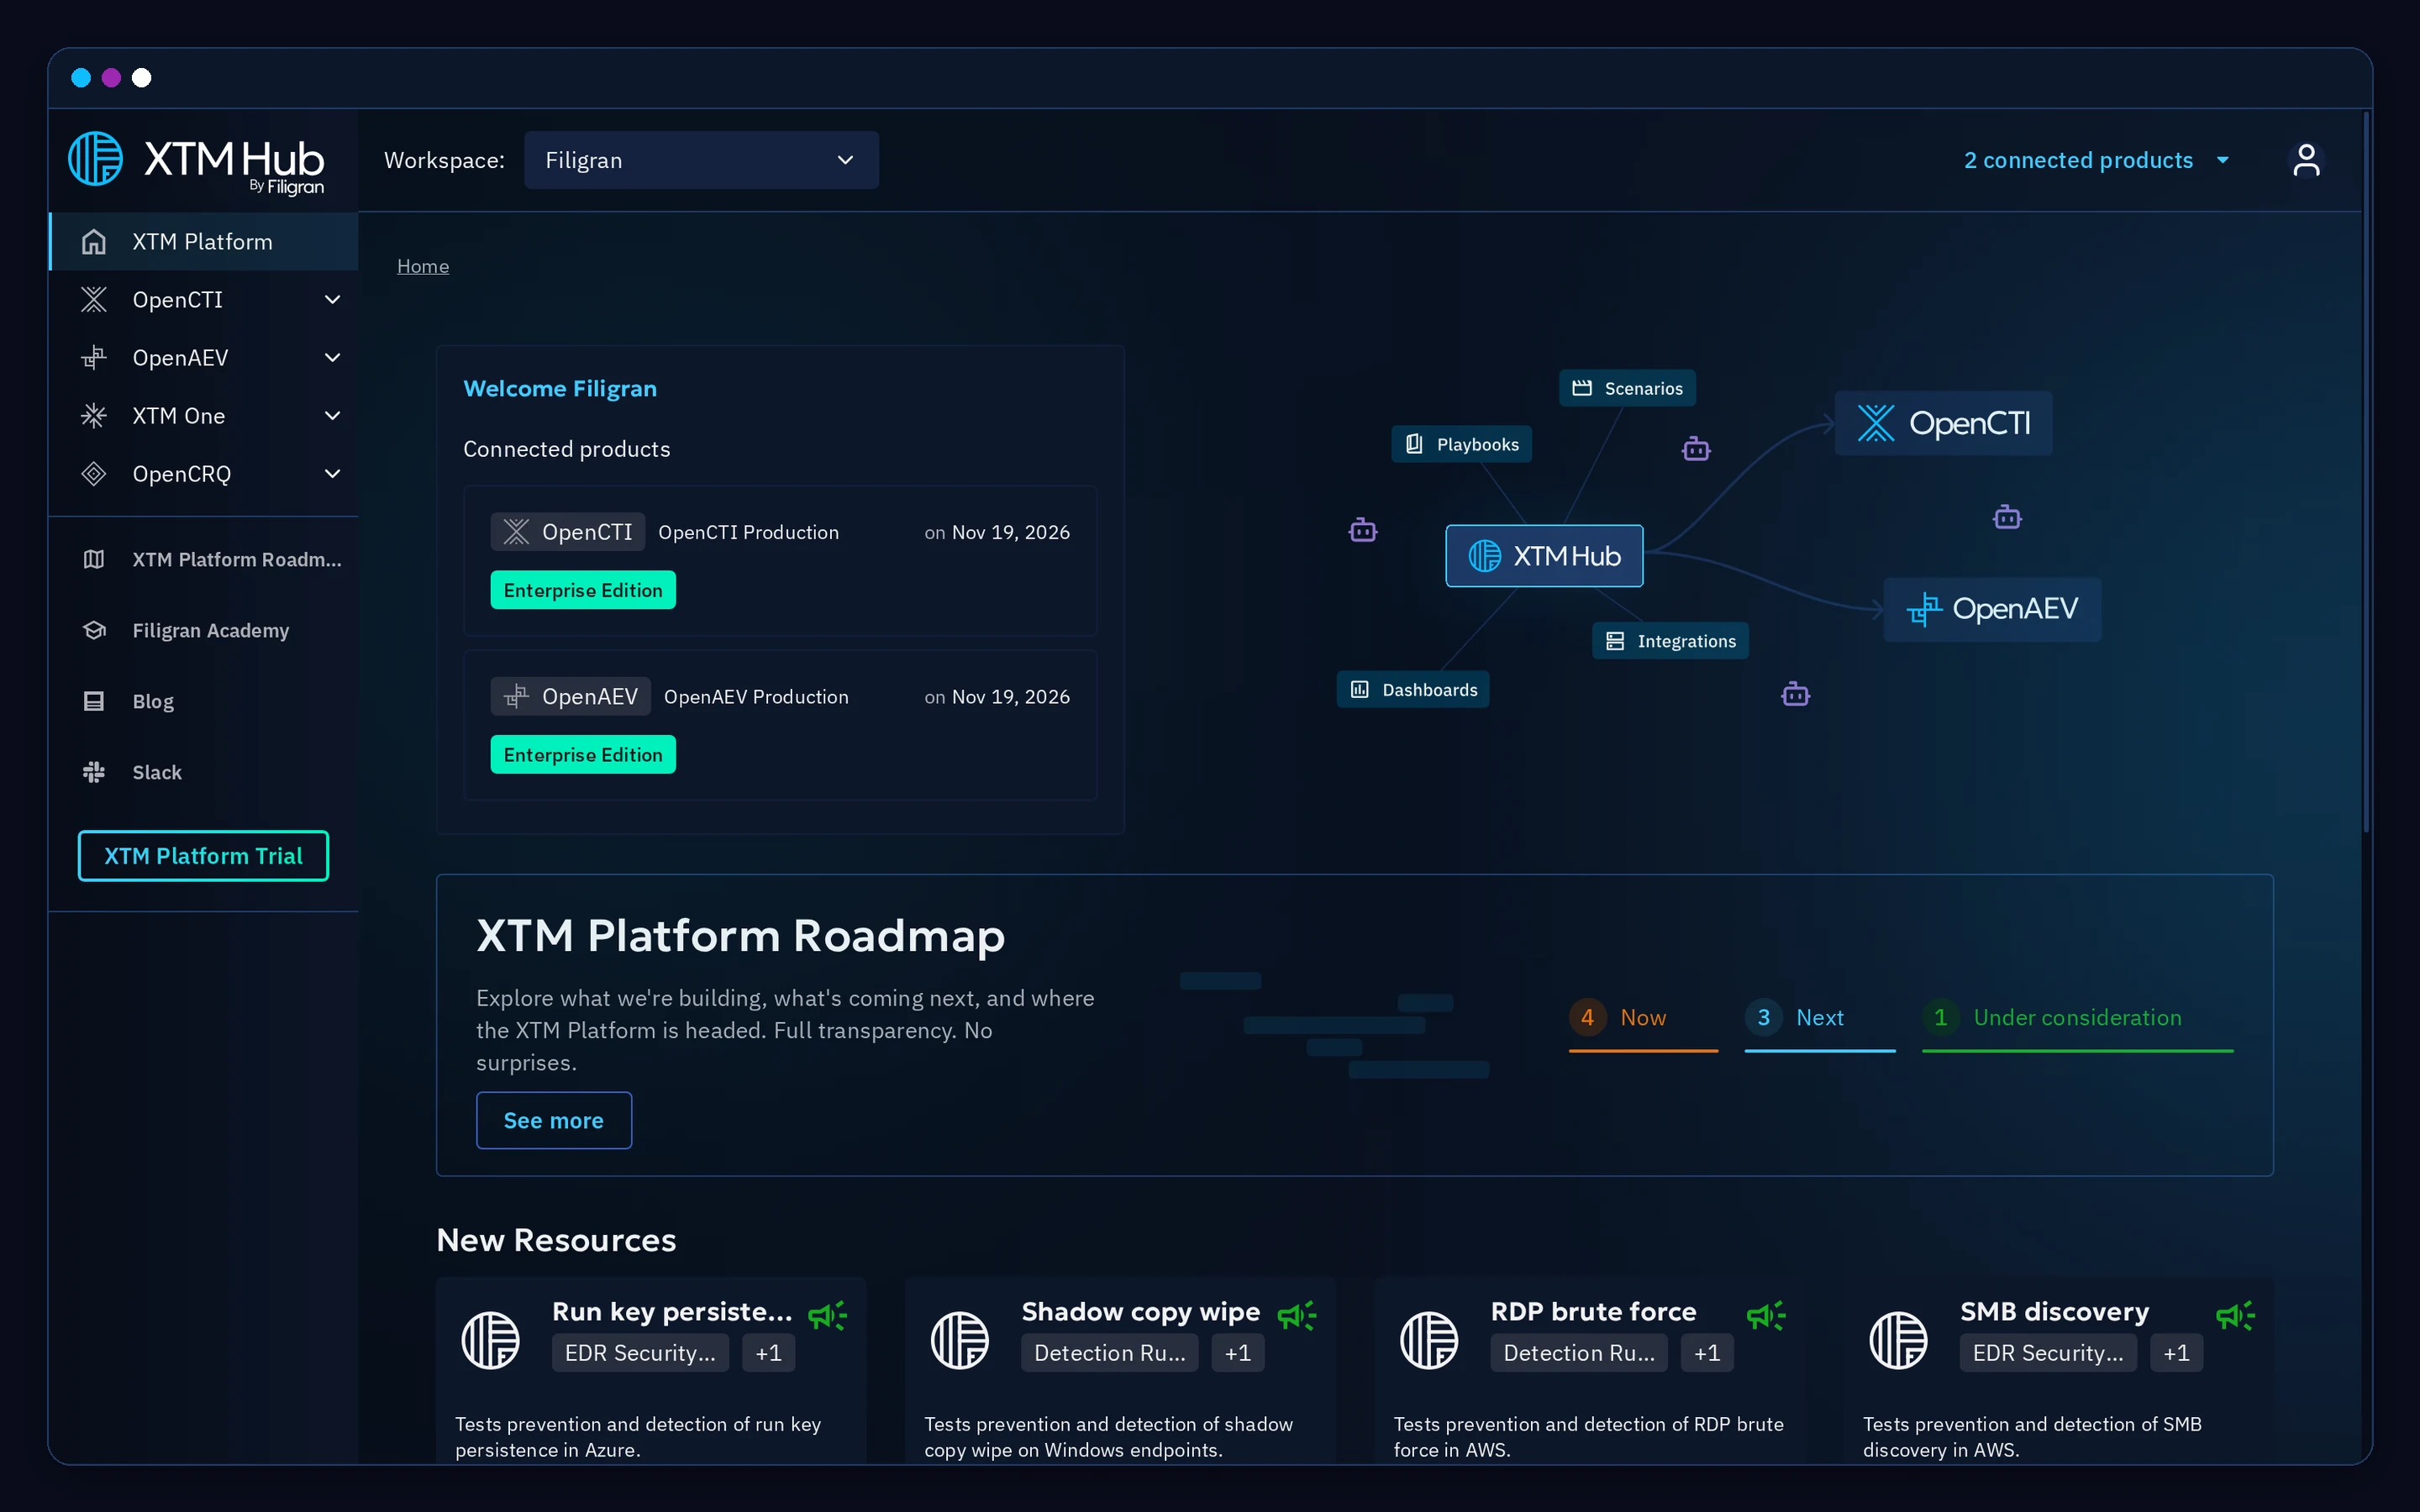 XTM Hub
By Filigran
Workspace:
Filigran
2 connected products
XTM Platform
OpenCTI
OpenAEV
XTM One
OpenCRQ
XTM Platform Roadm...
Filigran Academy
Blog
Slack
XTM Platform Trial
Home
Welcome Filigran
Connected products
OpenCTI OpenCTI Production on Nov 19, 2026
Enterprise Edition
OpenAEV OpenAEV Production on Nov 19, 2026
Enterprise Edition
Scenarios
Playbooks
OpenCTI
XTM Hub
OpenAEV
Integrations
Dashboards
XTM Platform Roadmap
Explore what we're building, what's coming next, and where
the XTM Platform is headed. Full transparency. No
surprises.
See more
4 Now
3 Next
1 Under consideration
New Resources
Run key persiste...
EDR Security... +1
Tests prevention and detection of run key
persistence in Azure.
Shadow copy wipe
Detection Ru... +1
Tests prevention and detection of shadow
copy wipe on Windows endpoints.
RDP brute force
Detection Ru... +1
Tests prevention and detection of RDP brute
force in AWS.
SMB discovery
EDR Security... +1
Tests prevention and detection of SMB
discovery in AWS.